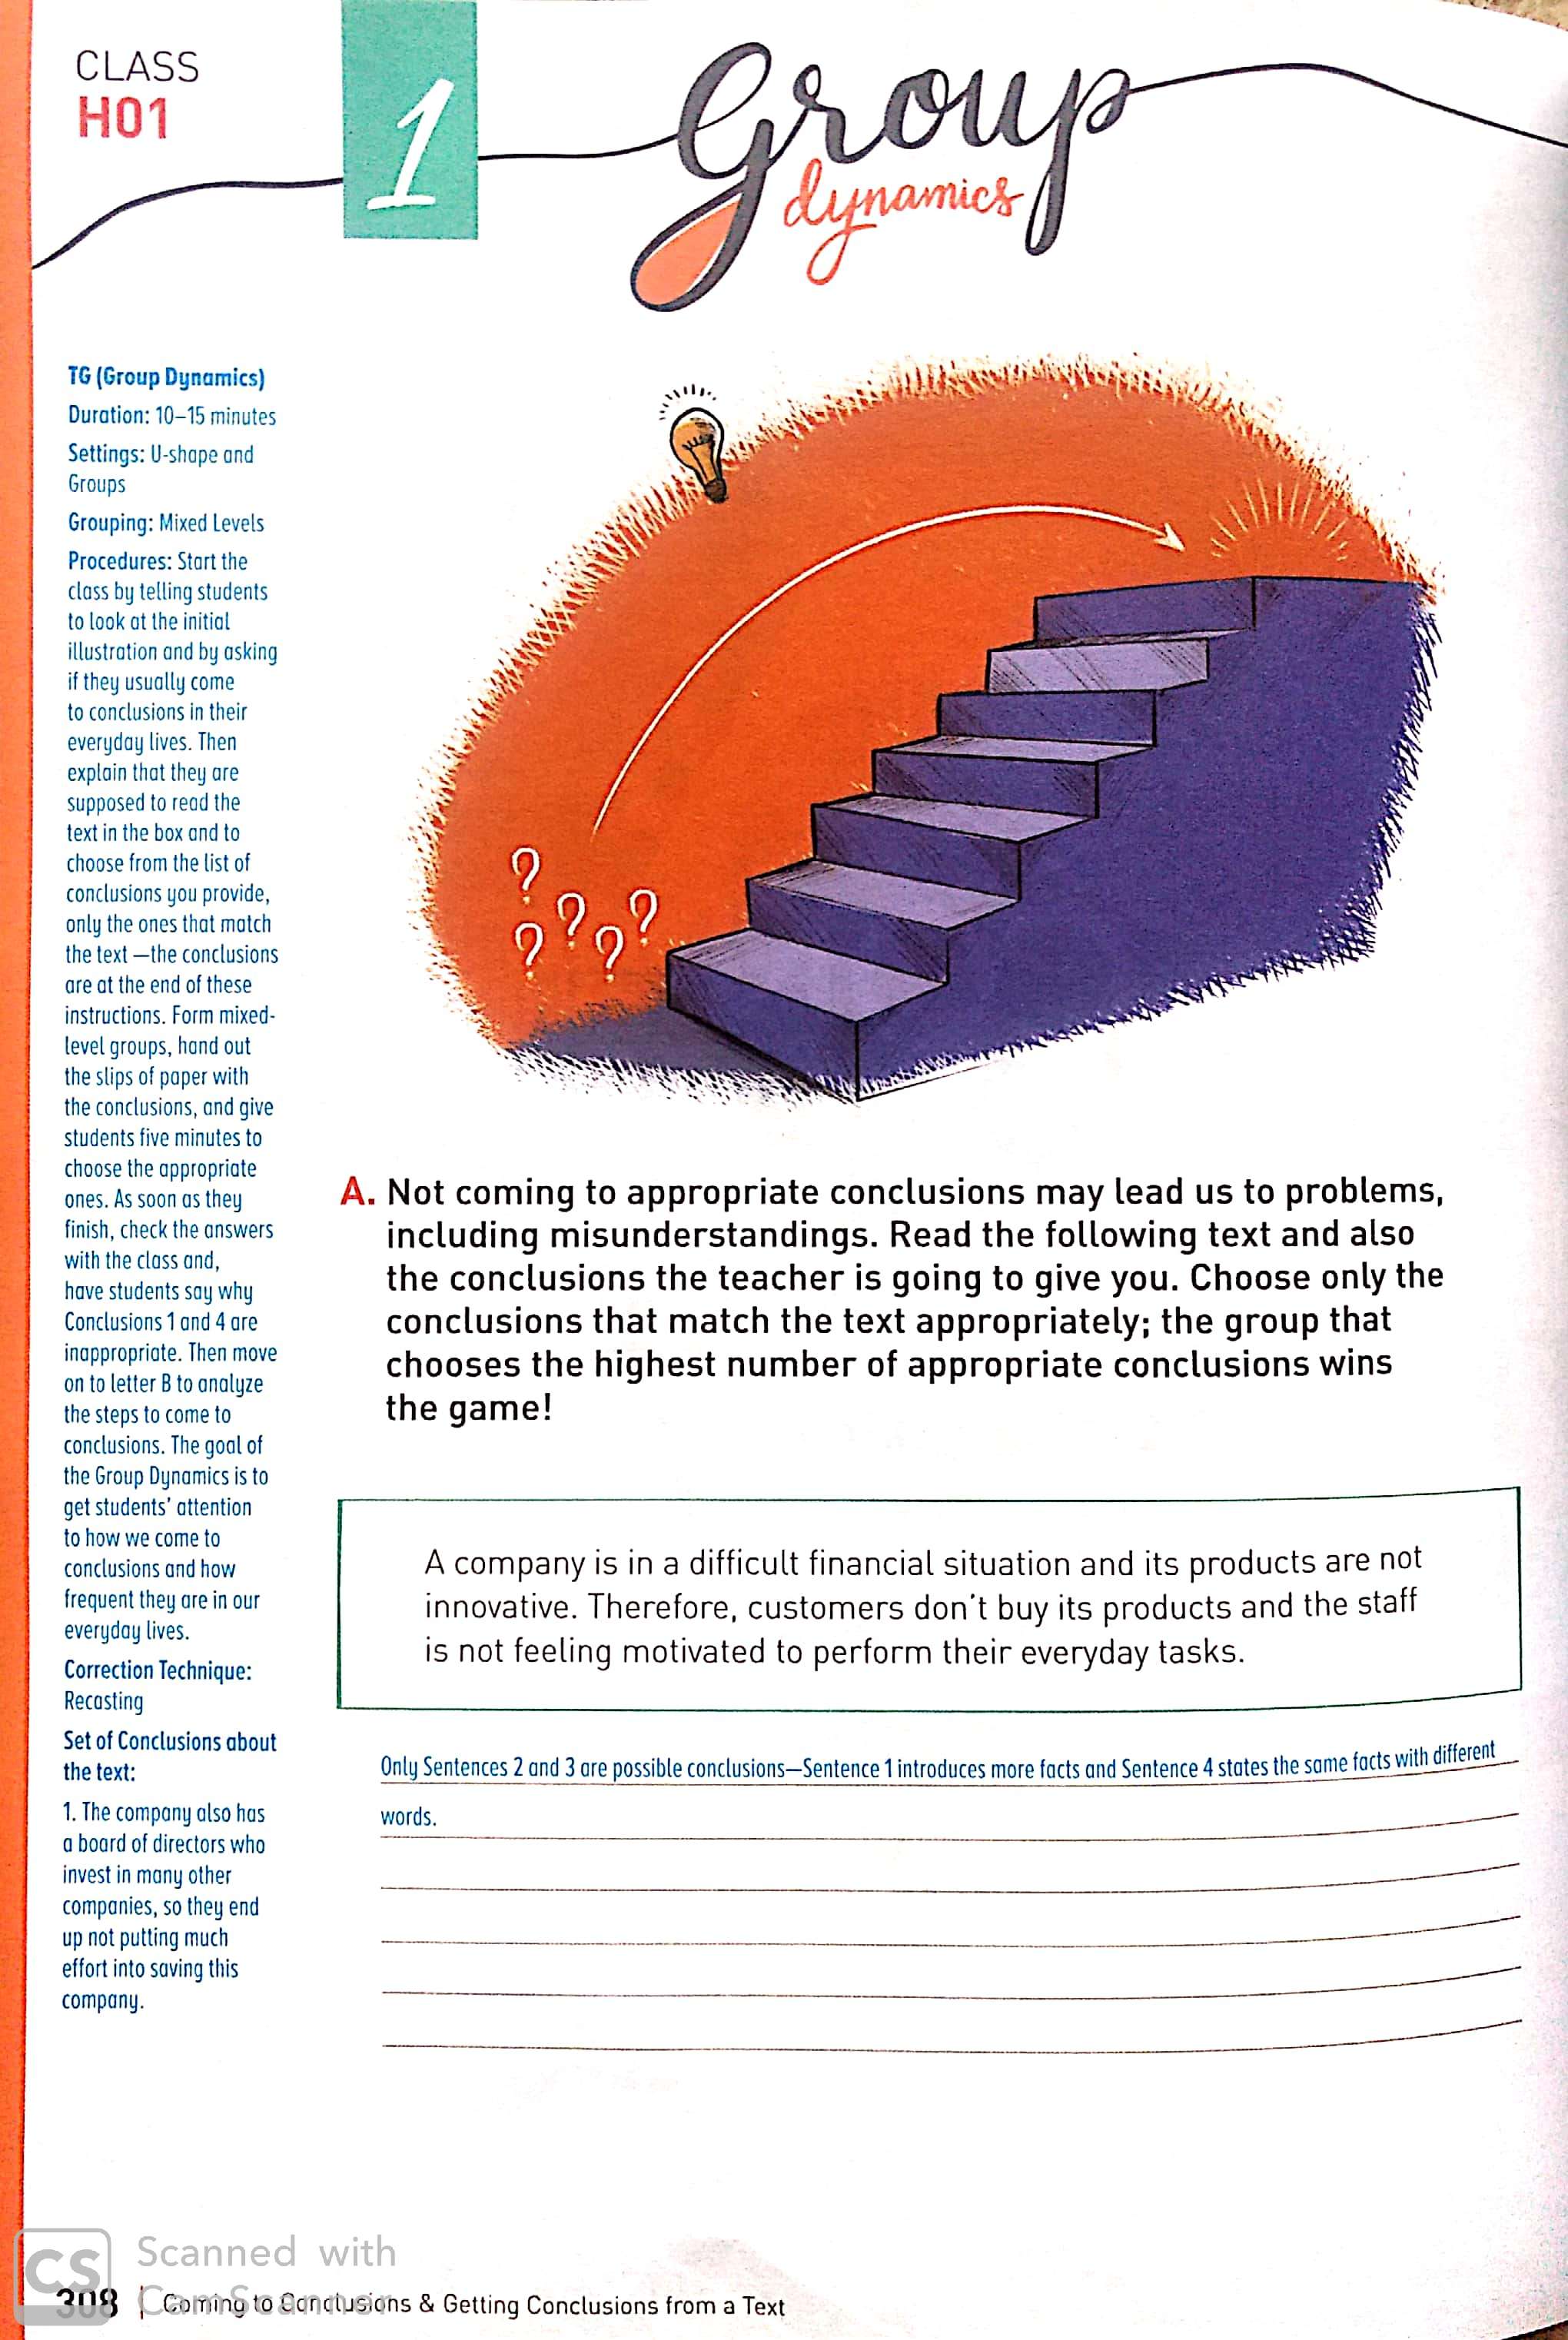 CLASS
H01
1
Group
dynamics
TG (Group Dynamics)
Duration: 10–15 minutes
Settings: U-shape and
Groups
Grouping: Mixed Levels
Procedures: Start the
class by telling students
to look at the initial
illustration and by asking
if they usually come
to conclusions in their
everyday lives. Then
explain that they are
supposed to read the
text in the box and to
choose from the list of
conclusions you provide,
only the ones that match
the text —the conclusions
are at the end of these
instructions. Form mixed-
level groups, hand out
the slips of paper with
the conclusions, and give
students five minutes to
choose the appropriate
ones. As soon as they
finish, check the answers
with the class and,
have students say why
Conclusions 1 and 4 are
inappropriate. Then move
on to letter B to analyze
the steps to come to
conclusions. The goal of
the Group Dynamics is to
get students' attention
to how we come to
conclusions and how
frequent they are in our
everyday lives.
Correction Technique:
Recasting
Set of Conclusions about
the text:
1. The company also has
a board of directors who
invest in many other
companies, so they end
up not putting much
effort into saving this
company.
?
? ?
? ?
A. Not coming to appropriate conclusions may lead us to problems,
including misunderstandings. Read the following text and also
the conclusions the teacher is going to give you. Choose only the
conclusions that match the text appropriately; the group that
chooses the highest number of appropriate conclusions wins
the game!
A company is in a difficult financial situation and its products are not
innovative. Therefore, customers don't buy its products and the staff
is not feeling motivated to perform their everyday tasks.
Only Sentences 2 and 3 are possible conclusions—Sentence 1 introduces more facts and Sentence 4 states the same facts with different
words.
CS Scanned with
CamScanner
308 | Coming to Conclusions & Getting Conclusions from a Text